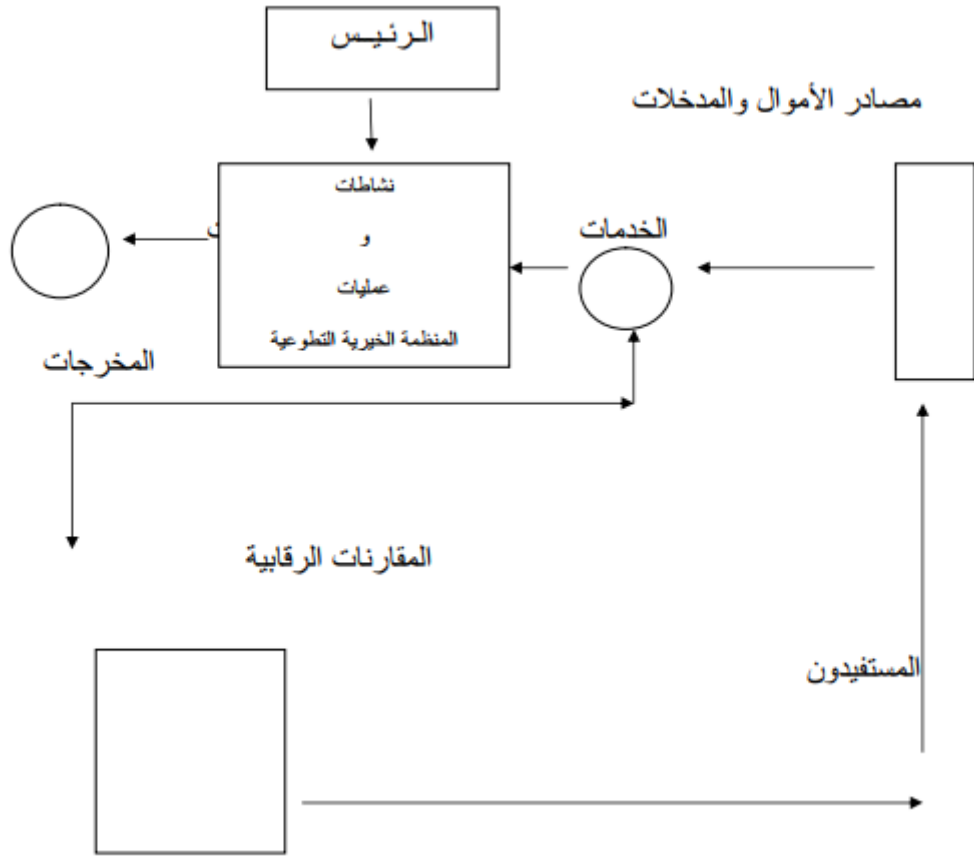 الرئيس
مصادر الأموال والمدخلات
نشاطات
و
عمليات
المنظمة الخيرية التطوعية
الخدمات
المخرجات
المقارنات الرقابية
المستفيدون